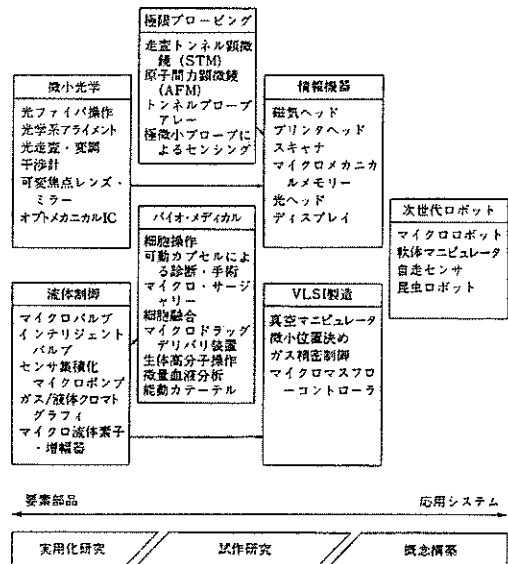 極限プロービング
走査トンネル顕微
鏡 (STM)
原子間力顕微鏡
(AFM)
トンネルプローブ
アレー
極微小プローブに
よるセンシング
微小光学
光ファイバ操作
光学系アライメント
光走査・変調
干渉計
可変焦点レンズ・
ミラー
オプトメカニカルIC
情報機器
磁気ヘッド
プリンタヘッド
スキャナ
マイクロメカニカ
ルメモリー
光ヘッド
ディスプレイ
次世代ロボット
マイクロロボット
軟体マニピュレータ
自走センサ
昆虫ロボット
バイオ・メディカル
細胞操作
可動カプセルによ
る診断・手術
マイクロ・サージ
ャリー
細胞融合
マイクロドラッグ
デリバリ装置
生体高分子操作
微量血液分析
能動カテーテル
流体制御
マイクロバルブ
インテリジェント
バルブ
センサ集積化
マイクロポンプ
ガス/液体クロマト
グラフィ
マイクロ流体素子
・増幅器
VLSI製造
真空マニピュレータ
微小位置決め
ガス精密制御
マイクロマスフロ
ーコントローラ
要素部品
応用システム
実用化研究
試作研究
概念構築